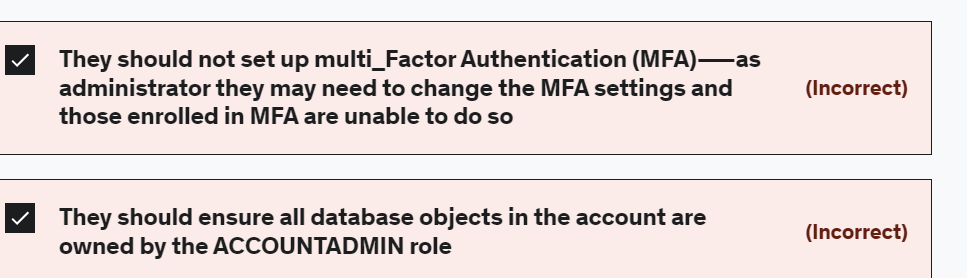 They should not set up multi_Factor Authentication (MFA)——as
administrator they may need to change the MFA settings and
those enrolled in MFA are unable to do so
(Incorrect)
They should ensure all database objects in the account are
owned by the ACCOUNTADMIN role
(Incorrect)